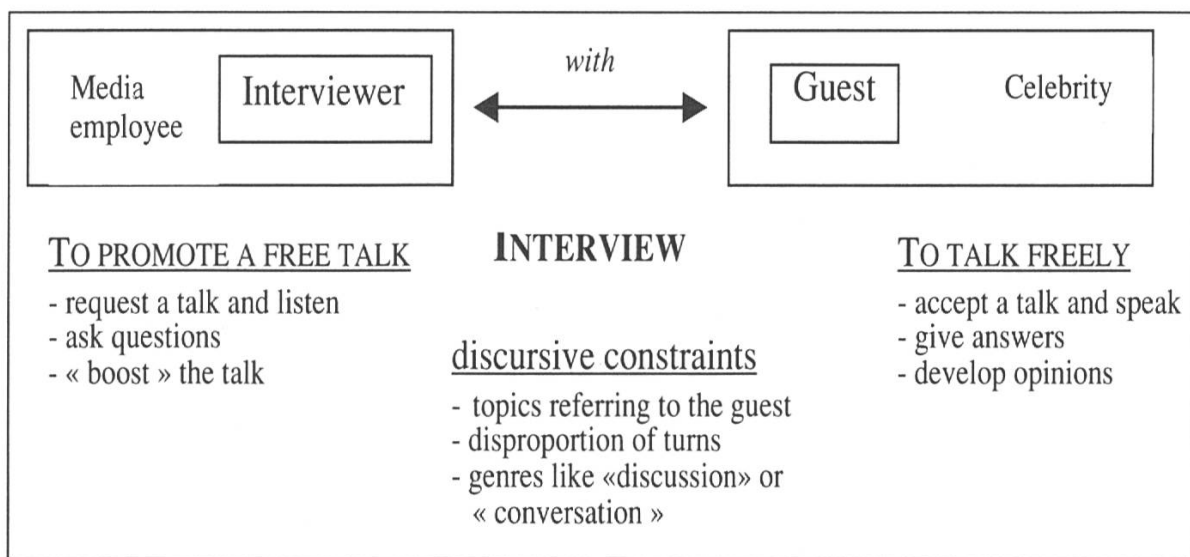 Media
employee
Interviewer
with
Guest
Celebrity
TO PROMOTE A FREE TALK
- request a talk and listen
- ask questions
- « boost » the talk
INTERVIEW
discursive constraints
- topics referring to the guest
- disproportion of turns
- genres like «discussion» or
« conversation »
TO TALK FREELY
- accept a talk and speak
- give answers
- develop opinions